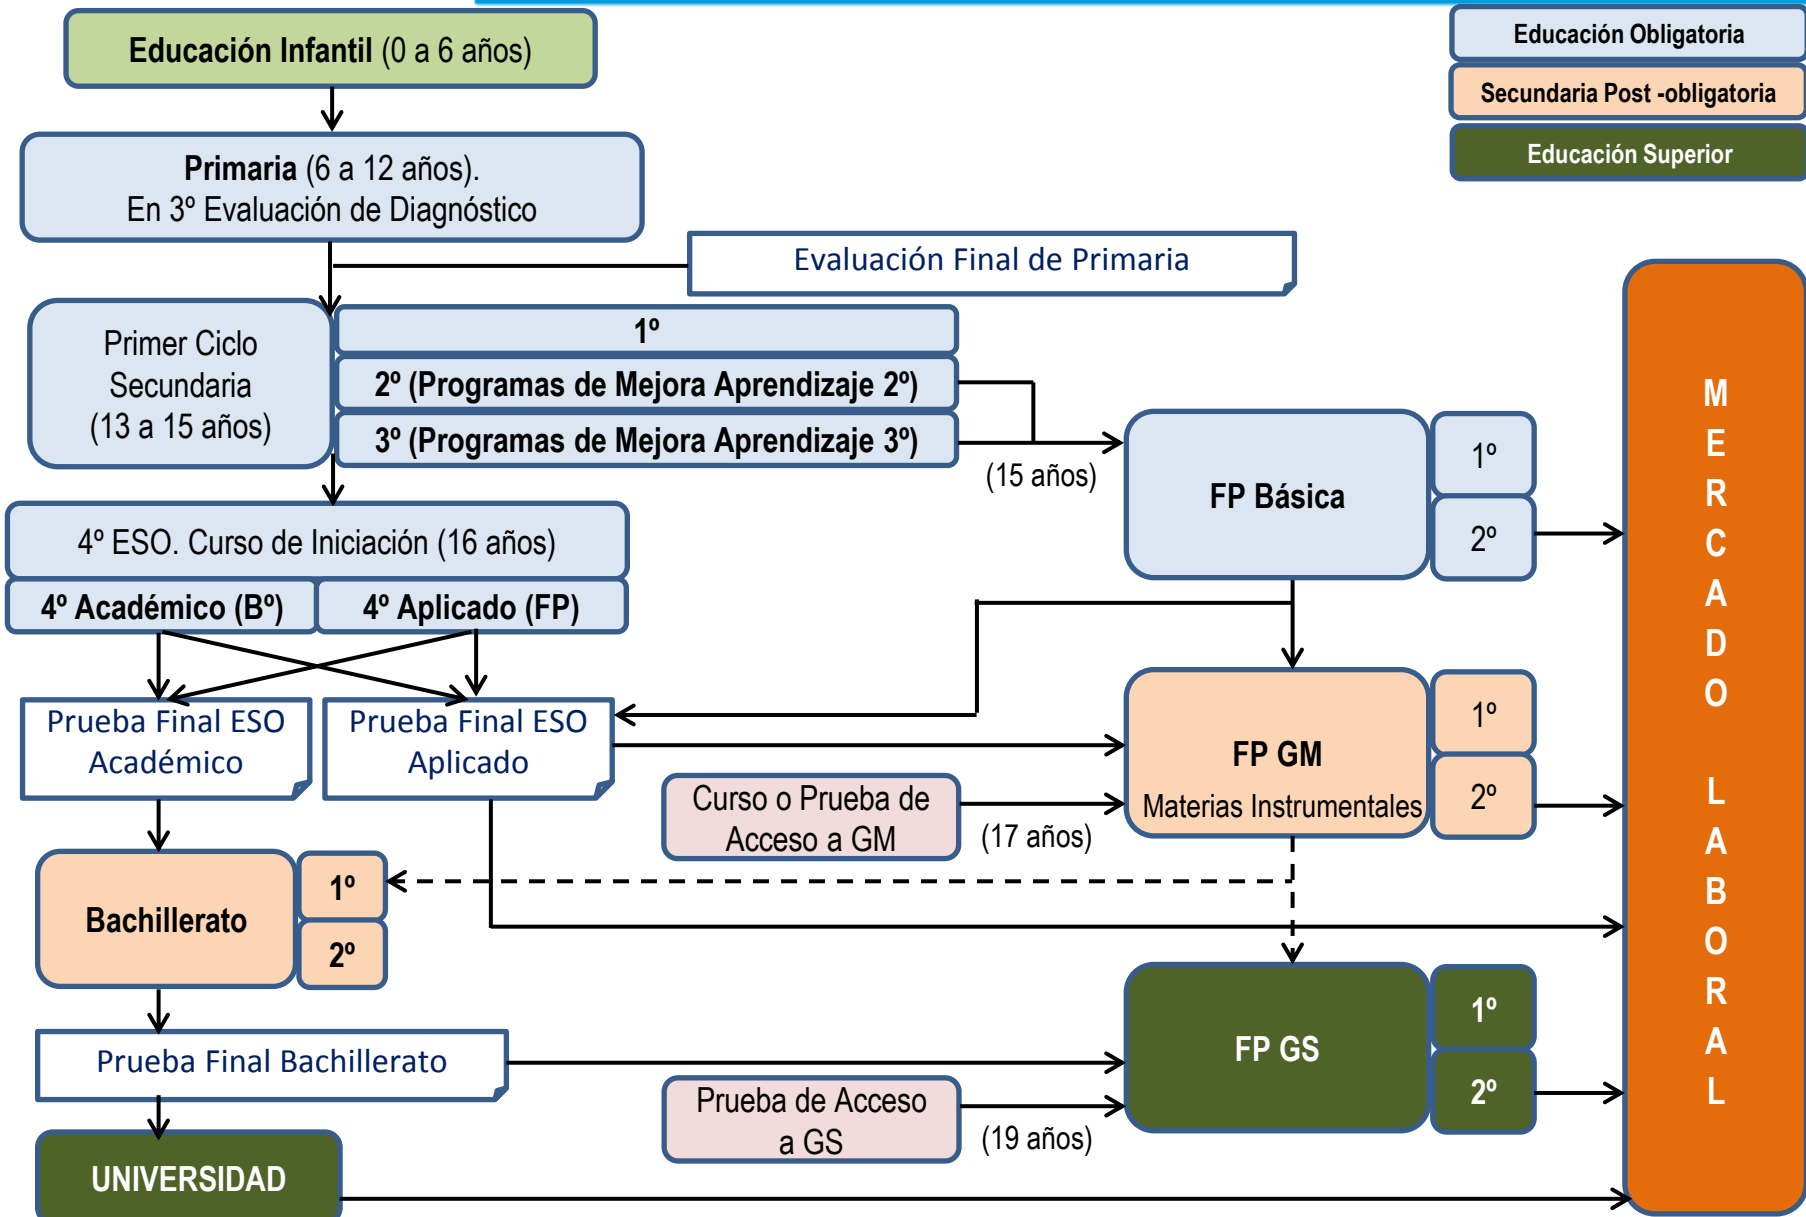 Educación Infantil (0 a 6 años)
Educación Obligatoria
Secundaria Post -obligatoria
Educación Superior
Primaria (6 a 12 años).
En 3º Evaluación de Diagnóstico
Evaluación Final de Primaria
Primer Ciclo
Secundaria
(13 a 15 años)
1º
2º (Programas de Mejora Aprendizaje 2º)
3º (Programas de Mejora Aprendizaje 3º)
(15 años)
FP Básica
1º
2º
4º ESO. Curso de Iniciación (16 años)
4º Académico (Bº)
4º Aplicado (FP)
Prueba Final ESO
Académico
Prueba Final ESO
Aplicado
FP GM
Materias Instrumentales
1º
2º
Curso o Prueba de
Acceso a GM
(17 años)
Bachillerato
1º
2º
Prueba Final Bachillerato
FP GS
1º
2º
Prueba de Acceso
a GS
(19 años)
UNIVERSIDAD
M
E
R
C
A
D
O
L
A
B
O
R
A
L